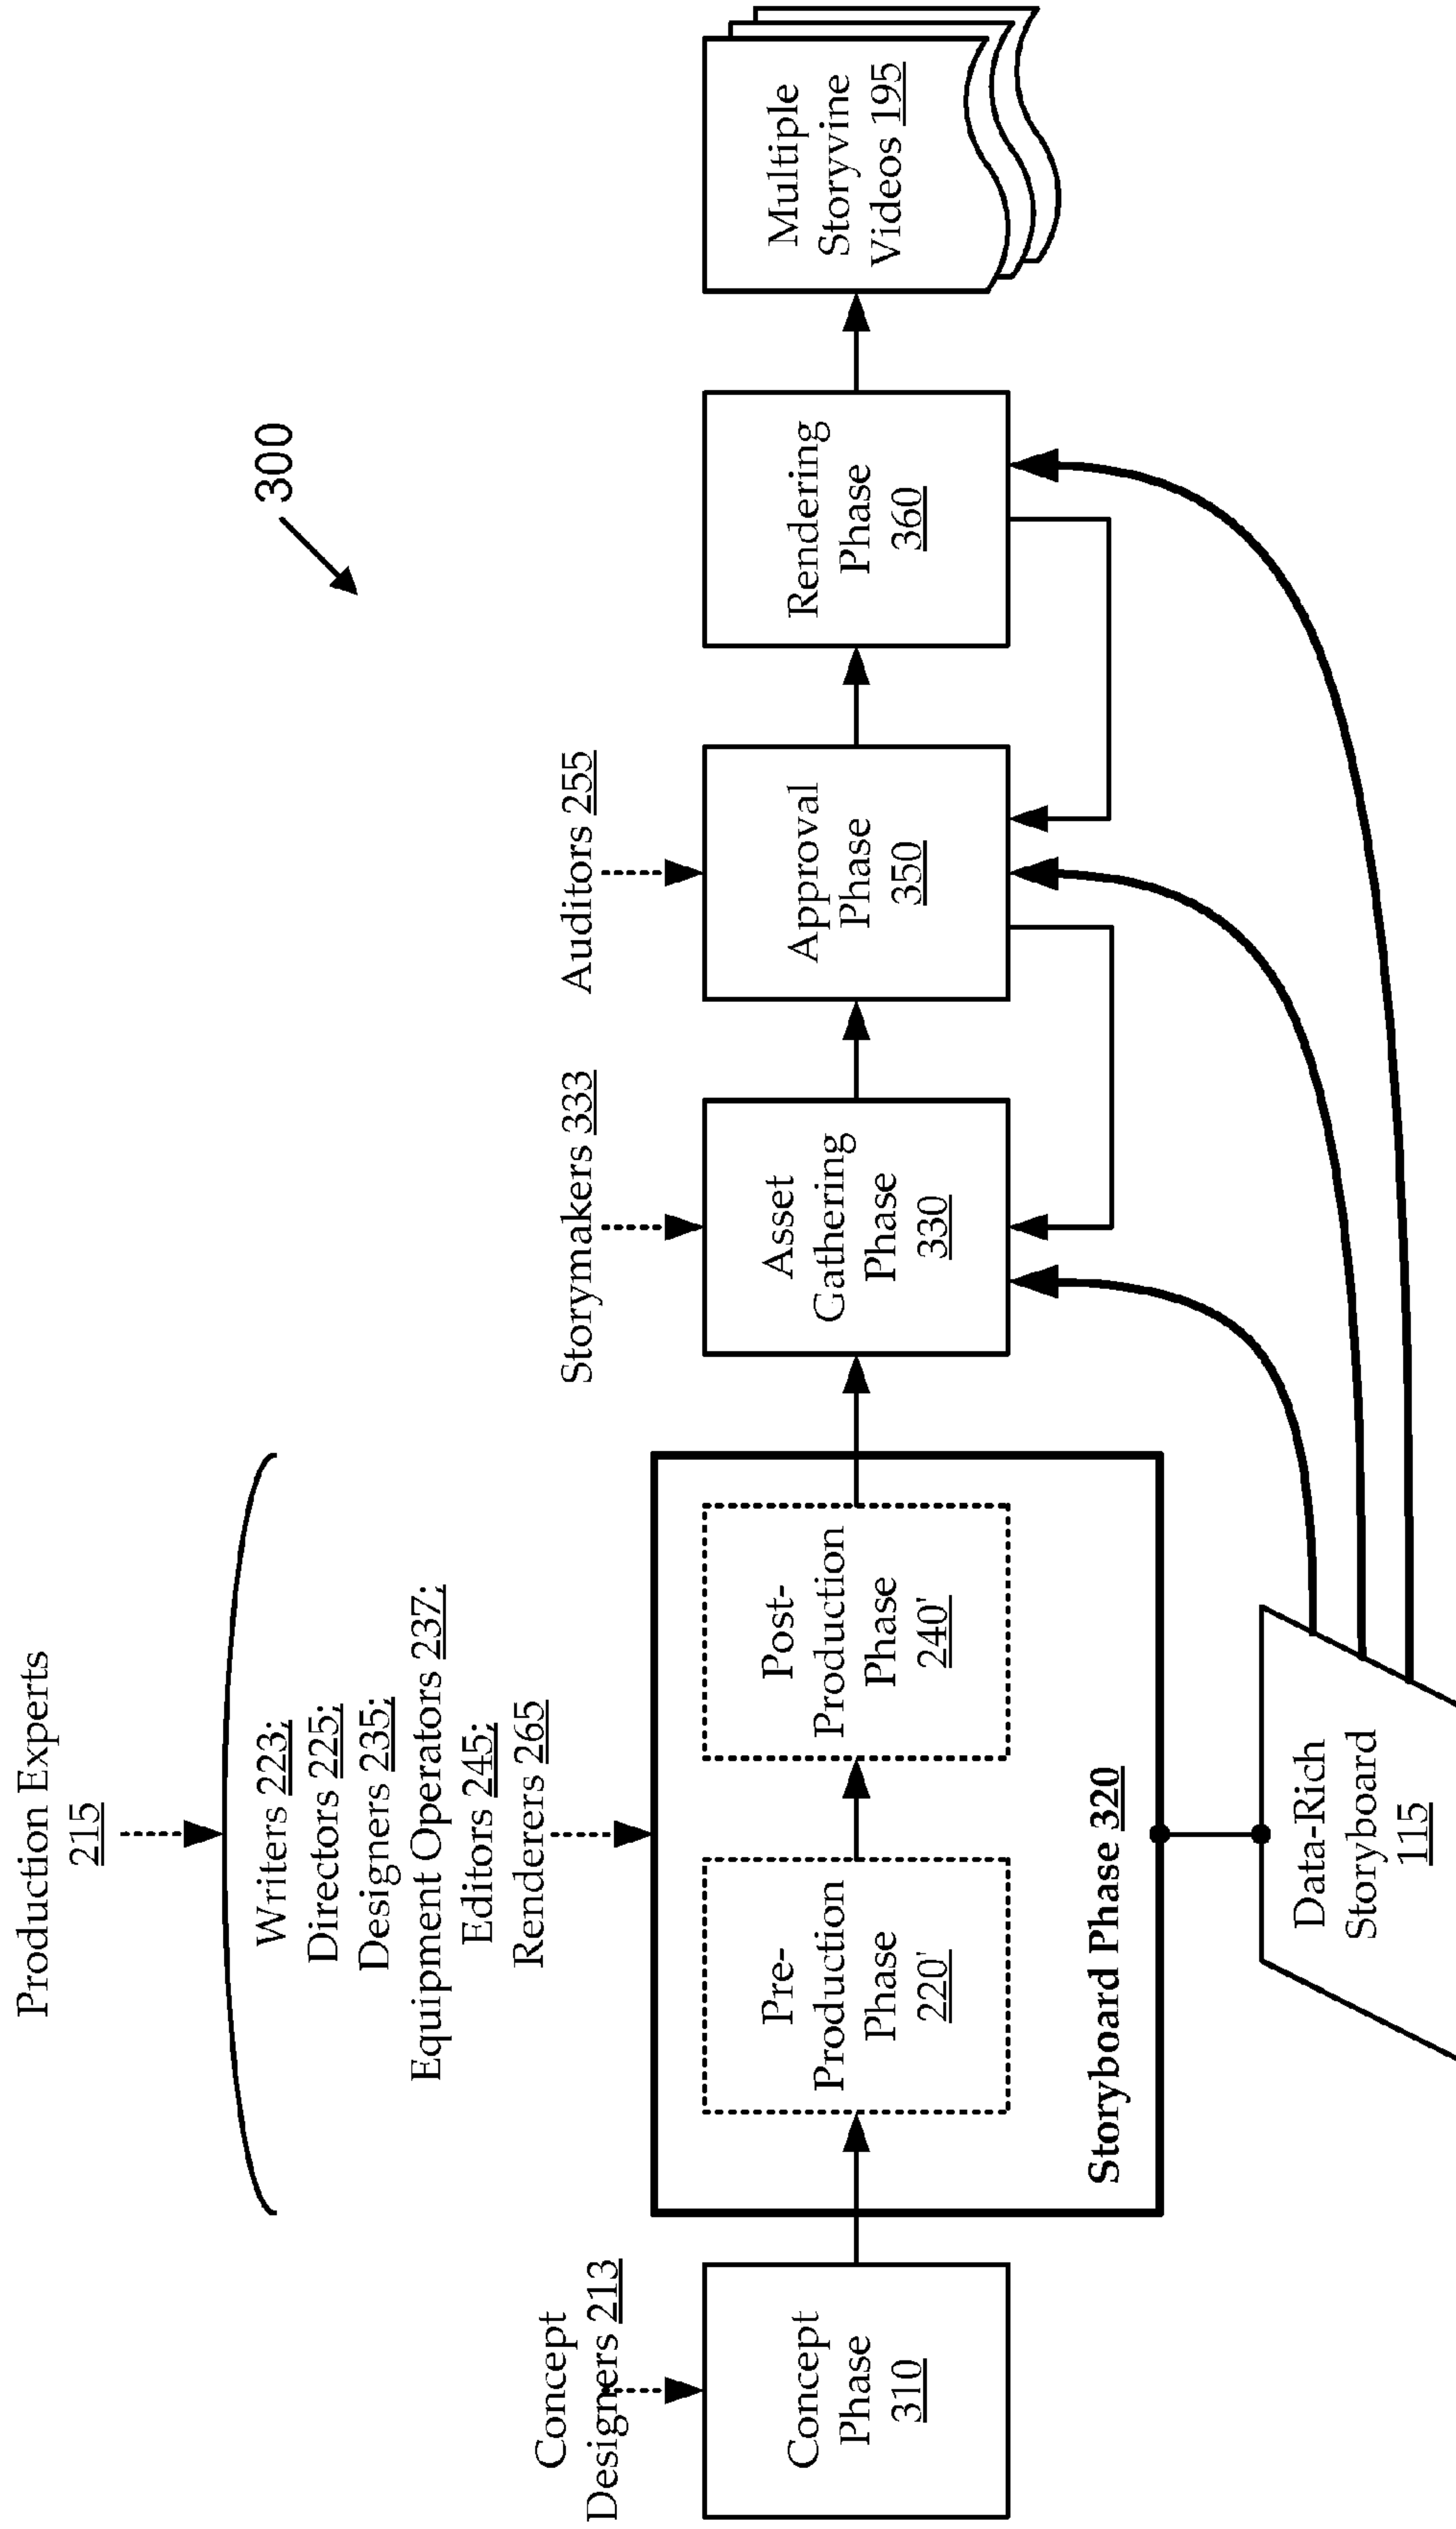 Production Experts
215
Writers 223;
Directors 225;
Designers 235;
Equipment Operators 237;
Editors 245;
Renderers 265
300
Concept
Designers 213
Storymakers 333
Auditors 255
Concept
Phase
310
Pre-
Production
Phase
220'
Post-
Production
Phase
240'
Storyboard Phase 320
Asset
Gathering
Phase
330
Approval
Phase
350
Rendering
Phase
360
Multiple
Storyvine
Videos 195
Data-Rich
Storyboard
115